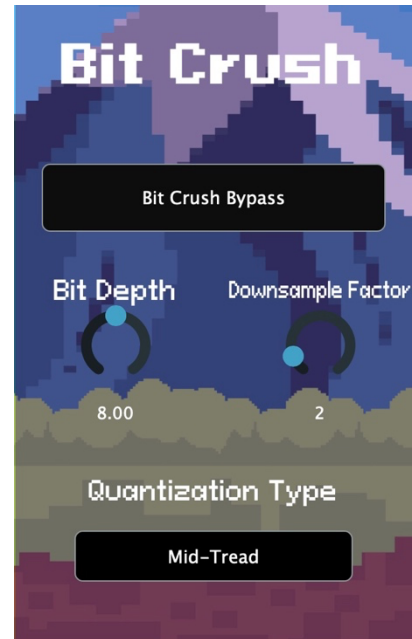 Bit Crush
Bit Crush Bypass
Bit Depth
Downsample Factor
8.00
2
Quantization Type
Mid-Tread